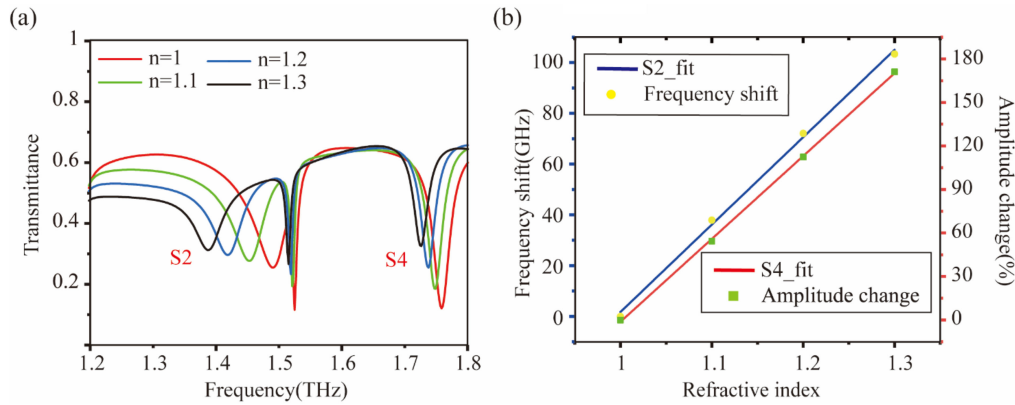 (a)
1
0.8
0.6
0.4
0.2
Transmittance
n=1
n=1.1
n=1.2
n=1.3
S2
S4
1.2 1.3 1.4 1.5 1.6 1.7 1.8
Frequency(THz)
(b)
100
80
60
40
20
0
Frequency shift(GHz)
S2_fit
Frequency shift
S4_fit
Amplitude change
180
150
120
90
60
30
0
Amplitude change(%)
1 1.1 1.2 1.3
Refractive index